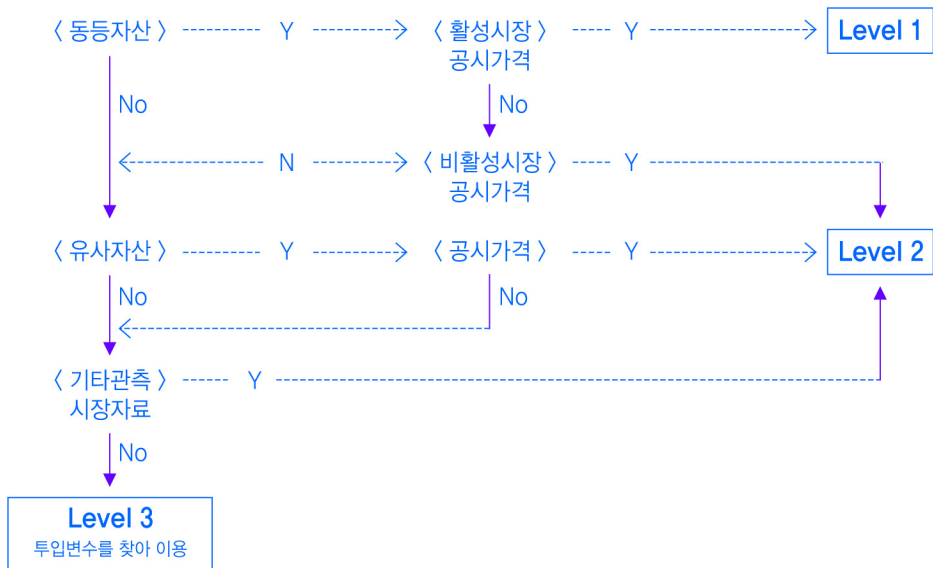 〈 동등자산 〉 Y 〈 활성시장 〉 Y Level 1
공시가격
No No
N 〈 비활성시장 〉 Y
공시가격
〈 유사자산 〉 Y 〈 공시가격 〉 Y Level 2
No No
〈 기타관측 〉 Y
시장자료
No
Level 3
투입변수를 찾아 이용